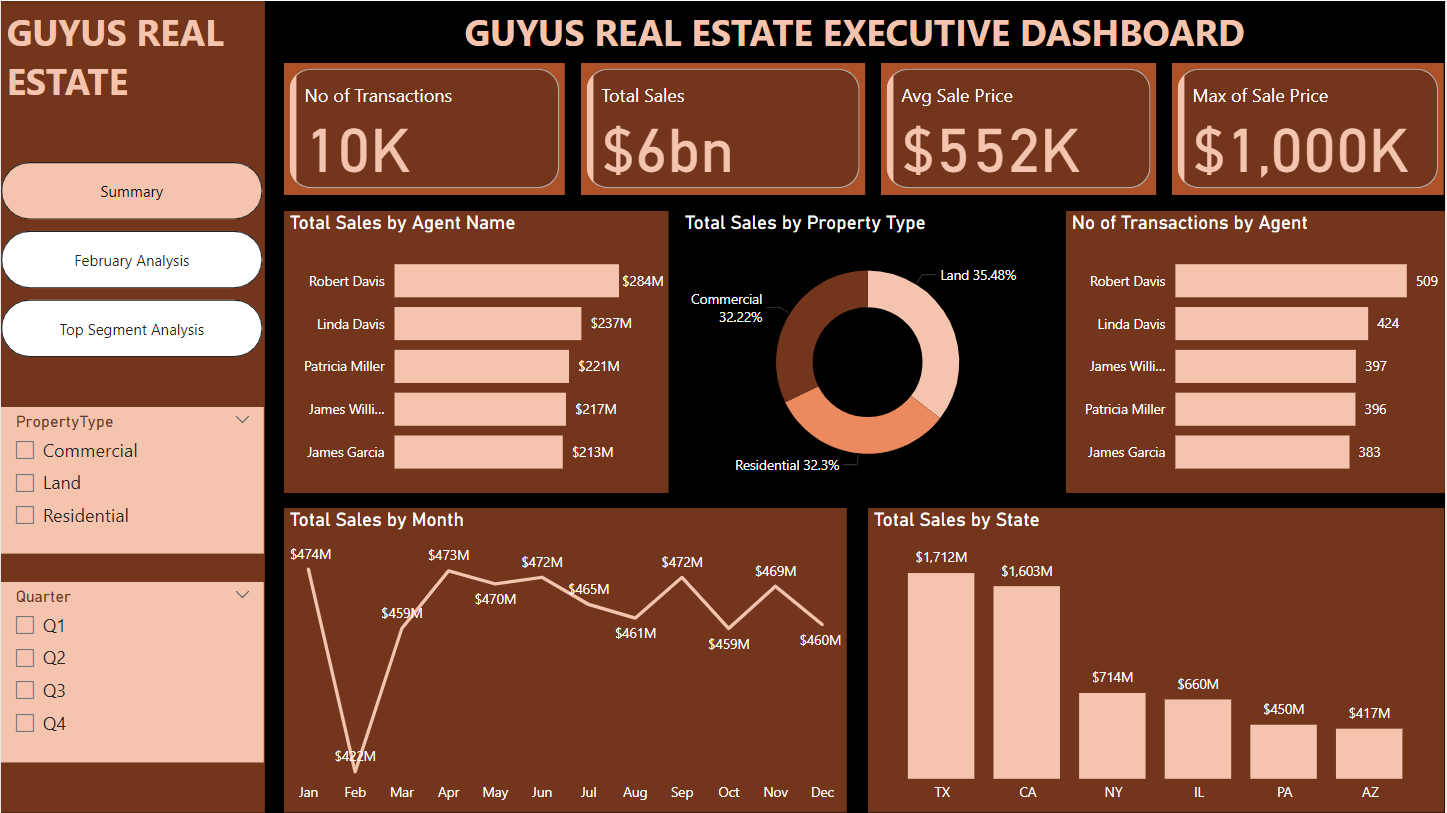 GUYUS REAL
ESTATE
Summary
February Analysis
Top Segment Analysis
PropertyType
Commercial
Land
Residential
Quarter
Q1
Q2
Q3
Q4
GUYUS REAL ESTATE EXECUTIVE DASHBOARD
No of Transactions
10K
Total Sales
$6bn
Avg Sale Price
$552K
Max of Sale Price
$1,000K
Total Sales by Agent Name
Robert Davis $284M
Linda Davis $237M
Patricia Miller $221M
James Willi... $217M
James Garcia $213M
Total Sales by Property Type
Land 35.48%
Commercial
32.22%
Residential 32.3%
No of Transactions by Agent
Robert Davis 509
Linda Davis 424
James Willi... 397
Patricia Miller 396
James Garcia 383
Total Sales by Month
$474M
$422M
$459M
$473M
$470M
$472M
$465M
$461M
$472M
$459M
$469M
$460M
Jan Feb Mar Apr May Jun Jul Aug Sep Oct Nov Dec
Total Sales by State
$1,712M
$1,603M
$714M
$660M
$450M
$417M
TX CA NY IL PA AZ